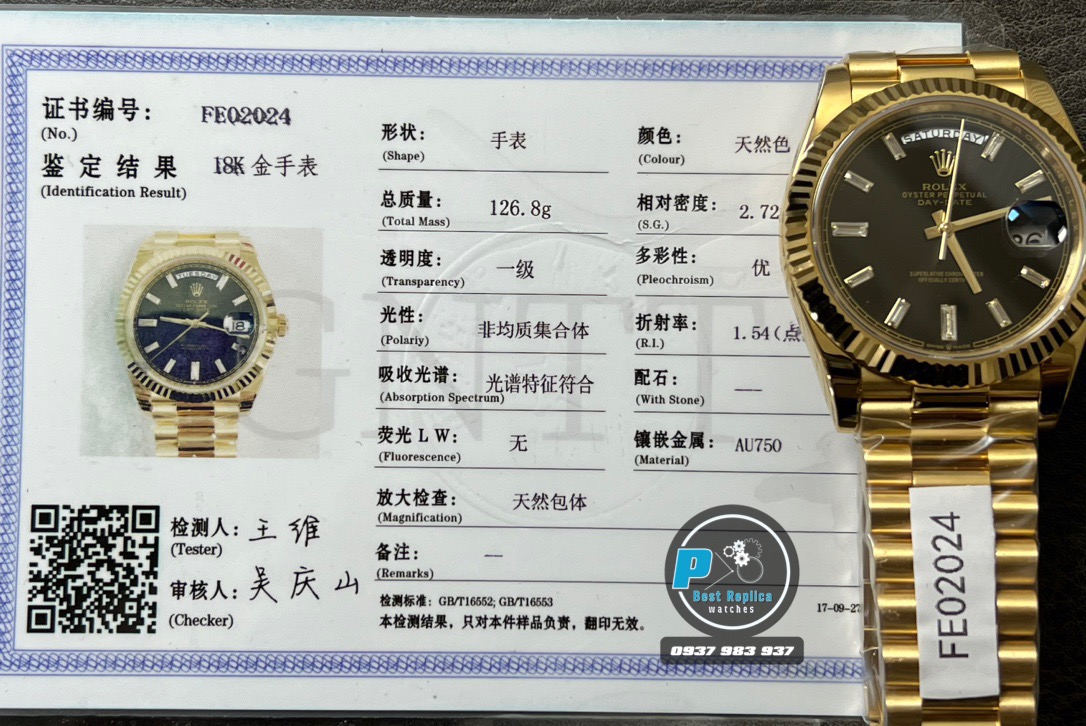 证书编号: FE02024
(No.)
鉴定结果 18K 金手表
(Identification Result)
TUESDAY
ROLEX
18
检测人: 王维
(Tester)
审核人: 吴庆山
(Checker)
形状: 手表
(Shape)
总质量: 126.8g
(Total Mass)
透明度: 一级
(Transparency)
光性: 非均质集合体
(Polariy)
吸收光谱: 光谱特征符合
(Absorption Spectrum)
荧光LW: 无
(Fluorescence)
放大检查: 天然包体
(Magnification)
备注: —
(Remarks)
检测标准: GB/T16552; GB/T16553
本检测结果，只对本件样品负责，翻印无效。
颜色: 天然色
(Colour)
相对密度: 2.72
(S.G.)
多彩性: 优
(Pleochroism)
折射率: 1.54(点
(R.I.)
配石: —
(With Stone)
镶嵌金属: AU750
(Material)
17-09-27
GNTT
SATURDAY
ROLEX
OYSTER PERPETUAL
DAY-DATE
SUPERLATIVE CHRONOMETER
OFFICIALLY CERTI
FE02024
P
Best Replica
watches
0937 983 937